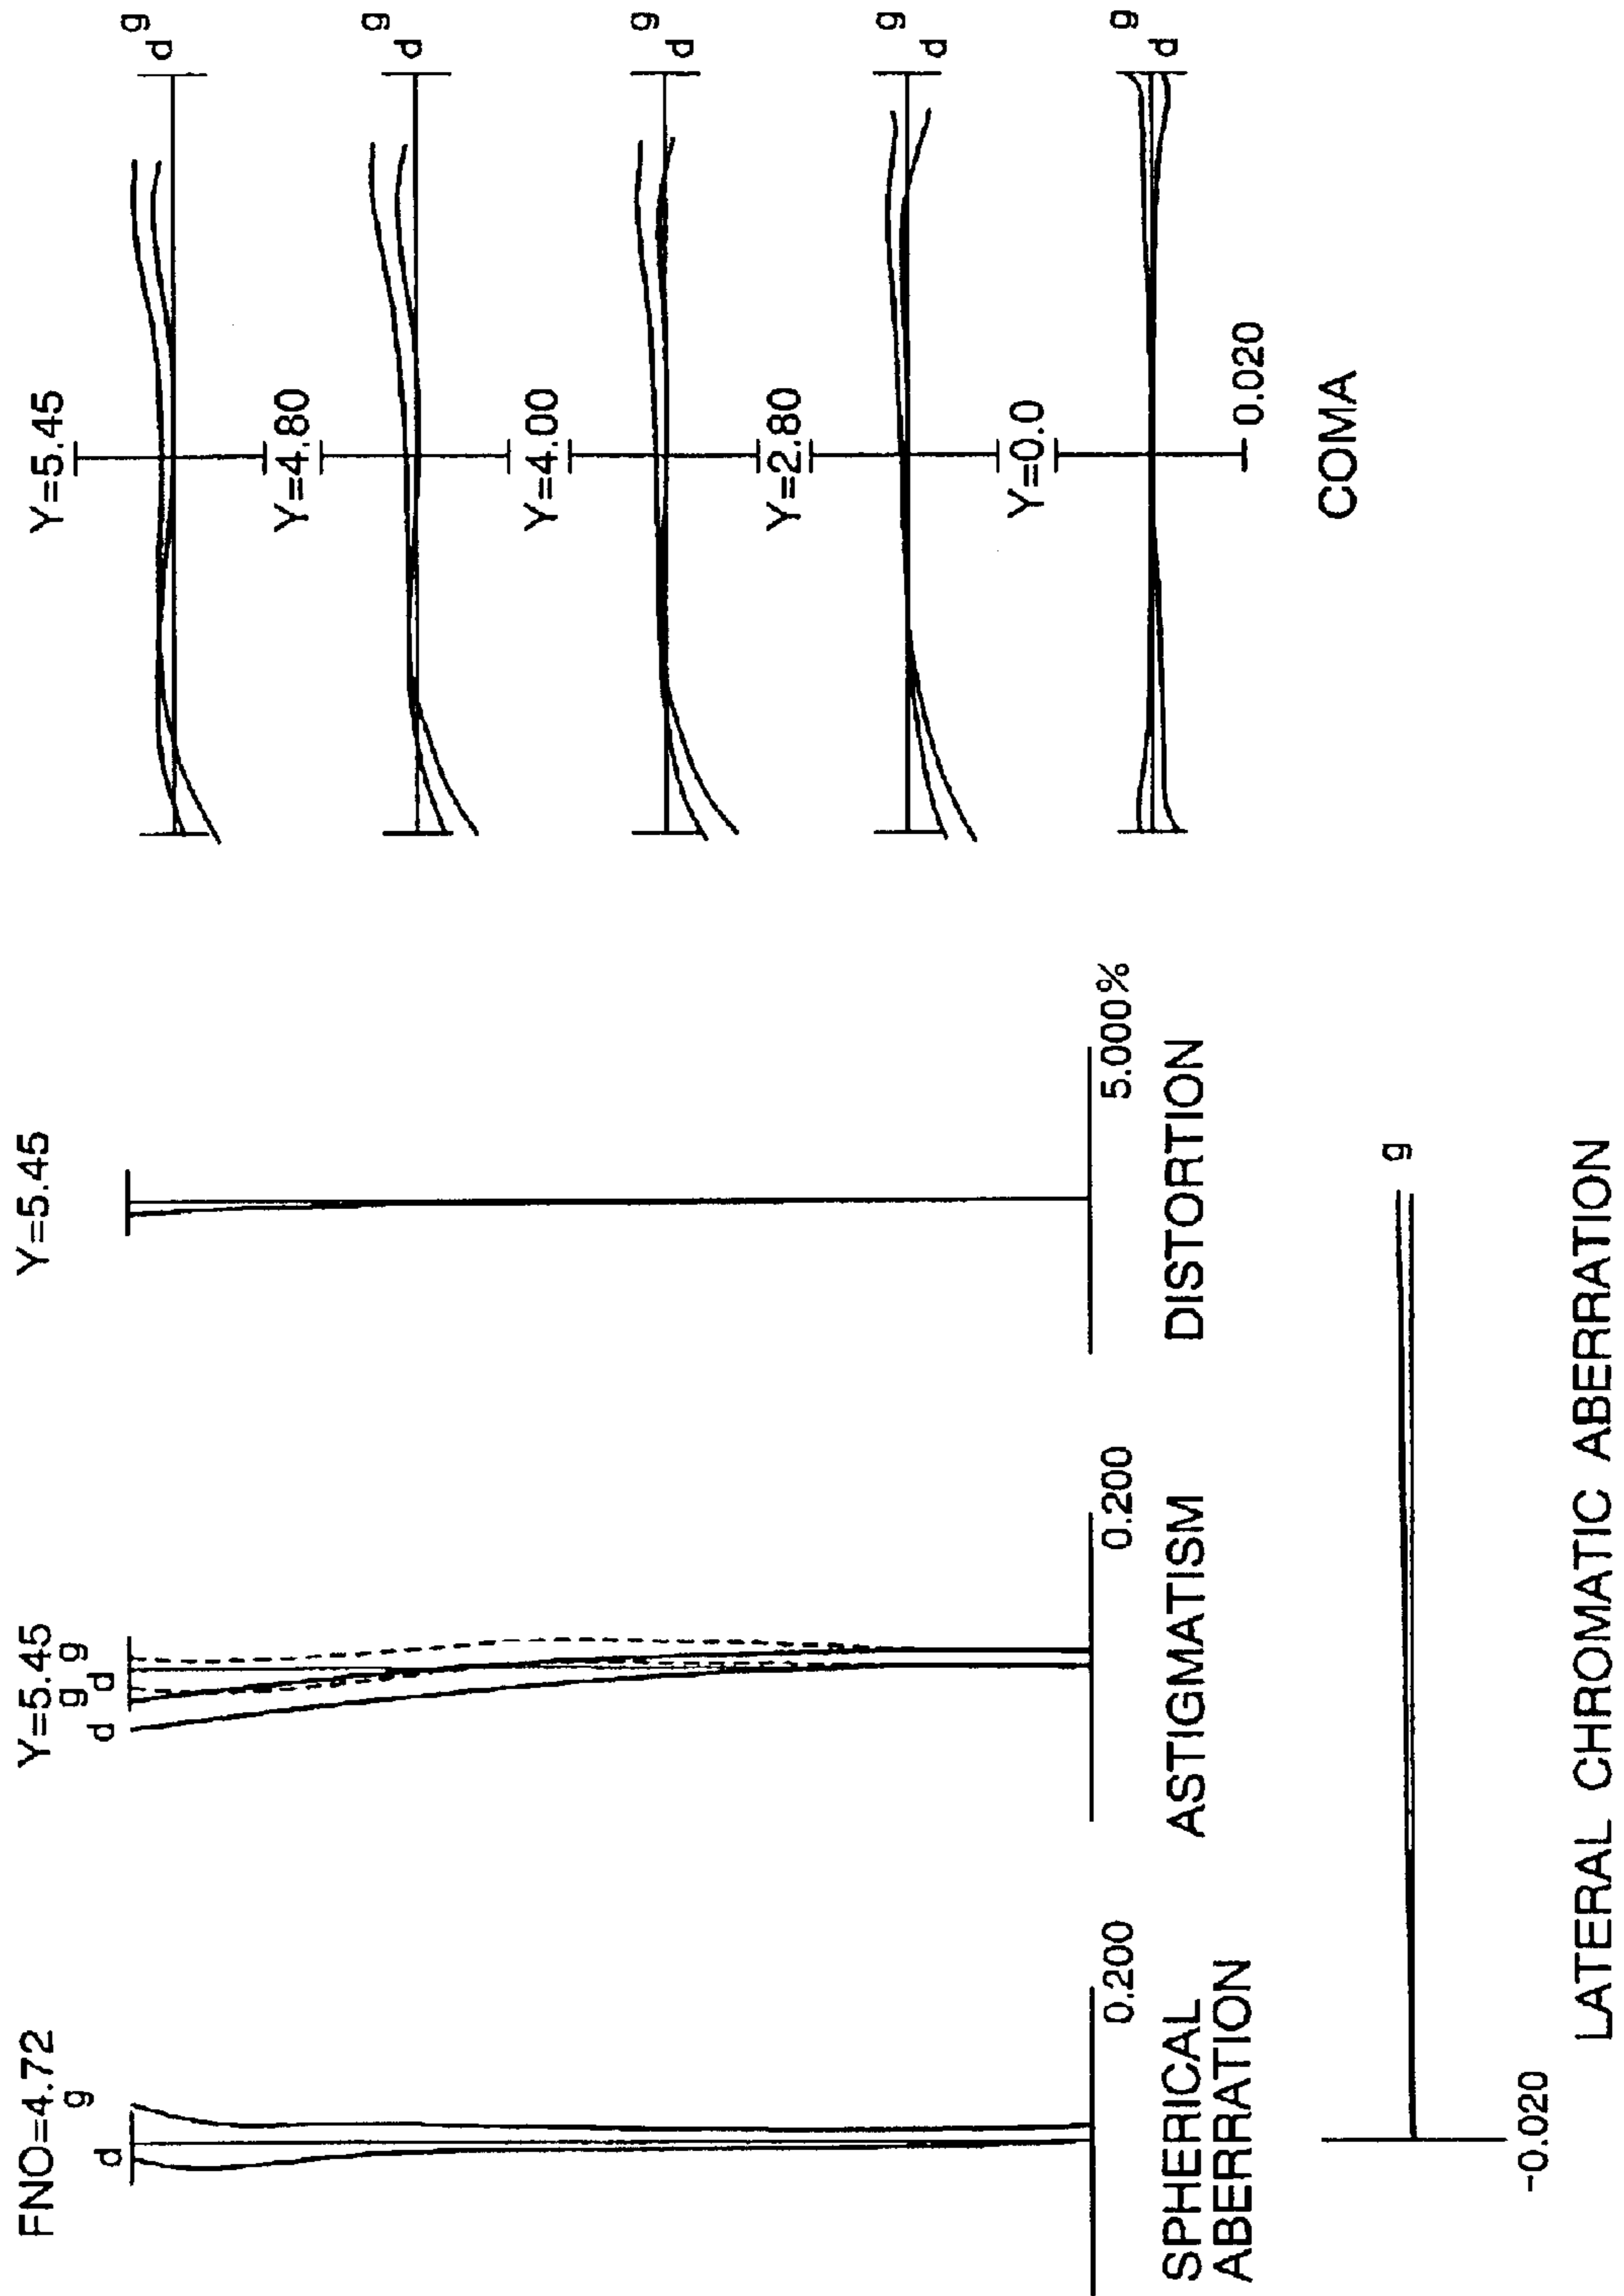 FNO=4.72
d
g
0.200
SPHERICAL
ABERRATION
Y=5.45
d
g
d
g
0.200
ASTIGMATISM
Y=5.45
5.000%
DISTORTION
Y=5.45
g
d
Y=4.80
g
d
Y=4.00
g
d
Y=2.80
g
d
Y=0.0
g
d
0.020
COMA
g
-0.020
LATERAL CHROMATIC ABERRATION